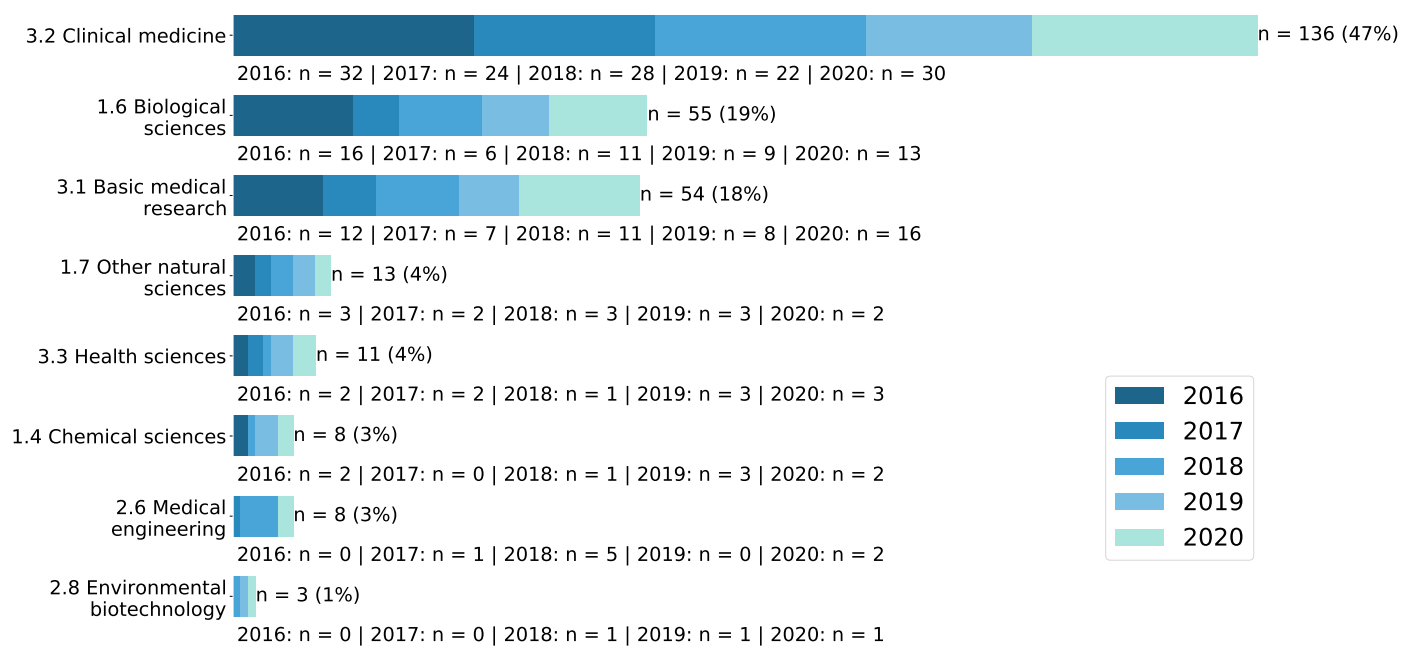 3.2 Clinical medicine
n = 136 (47%)
2016: n = 32 | 2017: n = 24 | 2018: n = 28 | 2019: n = 22 | 2020: n = 30
1.6 Biological
sciences
n = 55 (19%)
2016: n = 16 | 2017: n = 6 | 2018: n = 11 | 2019: n = 9 | 2020: n = 13
3.1 Basic medical
research
n = 54 (18%)
2016: n = 12 | 2017: n = 7 | 2018: n = 11 | 2019: n = 8 | 2020: n = 16
1.7 Other natural
sciences
n = 13 (4%)
2016: n = 3 | 2017: n = 2 | 2018: n = 3 | 2019: n = 3 | 2020: n = 2
3.3 Health sciences
n = 11 (4%)
2016: n = 2 | 2017: n = 2 | 2018: n = 1 | 2019: n = 3 | 2020: n = 3
1.4 Chemical sciences
n = 8 (3%)
2016: n = 2 | 2017: n = 0 | 2018: n = 1 | 2019: n = 3 | 2020: n = 2
2.6 Medical
engineering
n = 8 (3%)
2016: n = 0 | 2017: n = 1 | 2018: n = 5 | 2019: n = 0 | 2020: n = 2
2.8 Environmental
biotechnology
n = 3 (1%)
2016: n = 0 | 2017: n = 0 | 2018: n = 1 | 2019: n = 1 | 2020: n = 1
2016
2017
2018
2019
2020